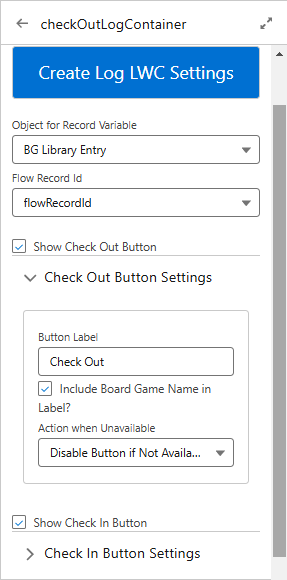 checkOutLogContainer
Create Log LWC Settings
Object for Record Variable
BG Library Entry
Flow Record Id
flowRecordId
Show Check Out Button
Check Out Button Settings
Button Label
Check Out
Include Board Game Name in
Label?
Action when Unavailable
Disable Button if Not Availa...
Show Check In Button
Check In Button Settings